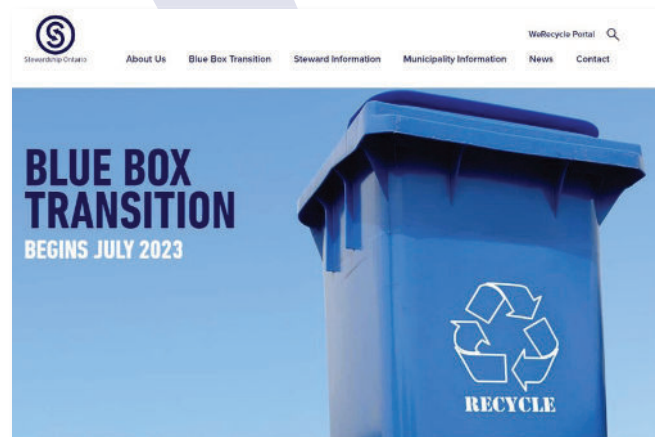 WeRecycle Portal
Stewardship Ontario
About Us Blue Box Transition Steward Information Municipality Information News Contact
BLUE BOX
TRANSITION
BEGINS JULY 2023
RECYCLE